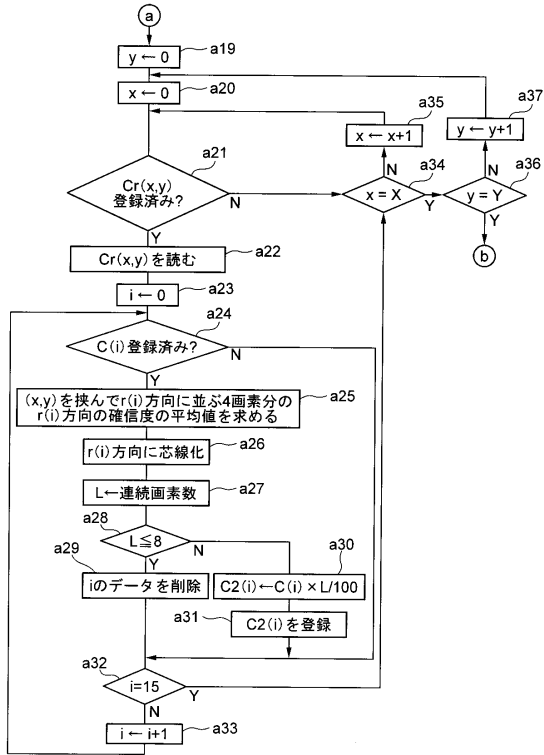 a
y ← 0 a19
x ← 0 a20
a35 a37
x ← x+1 y ← y+1
a21 N a34 N a36
Cr(x,y)
登録済み? N x = X Y y = Y
Y Y
Cr(x,y)を読む a22 b
i ← 0 a23
a24
C(i)登録済み? N
Y
(x,y)を挟んでr(i)方向に並ぶ4画素分の a25
r(i)方向の確信度の平均値を求める
a26
r(i)方向に芯線化
L←連続画素数 a27
a28
L≦8 N
a29 Y a30
iのデータを削除 C2(i)←C(i)×L/100
a31 C2(i)を登録
a32
i=15 Y
N
i ← i+1 a33